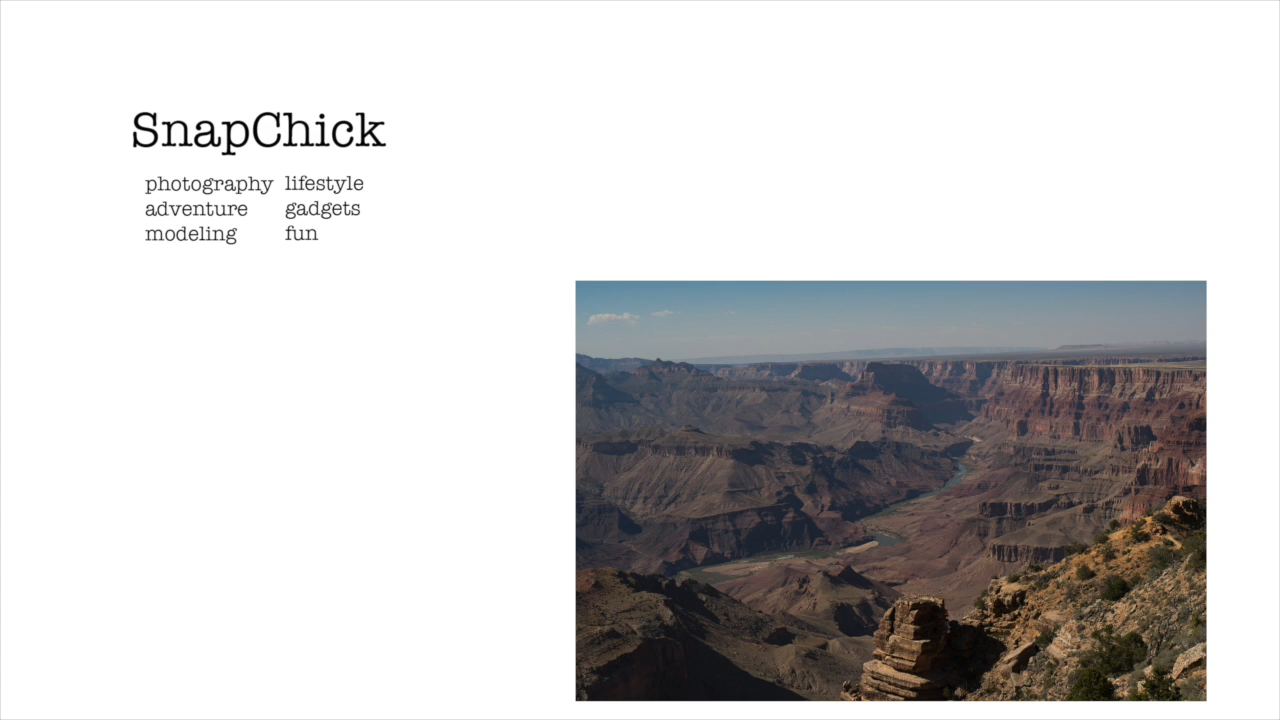 SnapChick
photography lifestyle
adventure gadgets
modeling fun